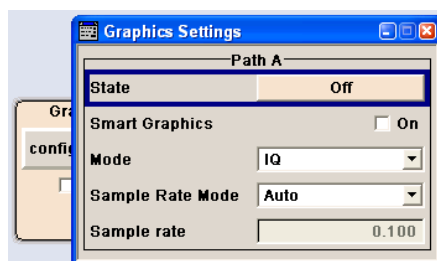 Graphics Settings
Path A
State Off
Smart Graphics On
Mode IQ
Sample Rate Mode Auto
Sample rate 0.100